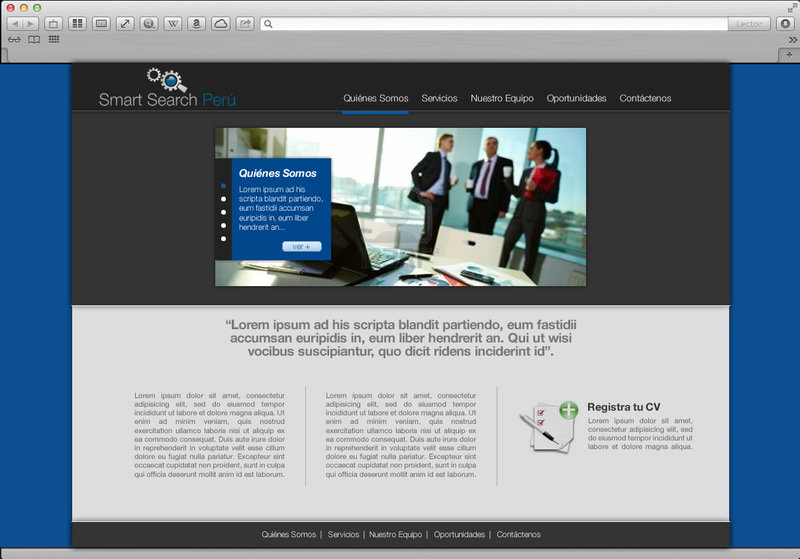 Lector
Smart Search Perú
Quiénes Somos Servicios Nuestro Equipo Oportunidades Contáctenos
Quiénes Somos
Lorem ipsum ad his
scripta blandit partiendo,
eum fastidii accumsan
euripidis in, eum liber
hendrerit an...
ver +
“Lorem ipsum ad his scripta blandit partiendo, eum fastidii
accumsan euripidis in, eum liber hendrerit an. Qui ut wisi
vocibus suscipiantur, quo dicit ridens inciderint id”.
Lorem ipsum dolor sit amet, consectetur
adipisicing elit, sed do eiusmod tempor
incididunt ut labore et dolore magna aliqua. Ut
enim ad minim veniam, quis nostrud
exercitation ullamco laboris nisi ut aliquip ex
ea commodo consequat. Duis aute irure dolor
in reprehenderit in voluptate velit esse cillum
dolore eu fugiat nulla pariatur. Excepteur sint
occaecat cupidatat non proident, sunt in culpa
qui officia deserunt mollit anim id est laborum.
Lorem ipsum dolor sit amet, consectetur
adipisicing elit, sed do eiusmod tempor
incididunt ut labore et dolore magna aliqua. Ut
enim ad minim veniam, quis nostrud
exercitation ullamco laboris nisi ut aliquip ex
ea commodo consequat. Duis aute irure dolor
in reprehenderit in voluptate velit esse cillum
dolore eu fugiat nulla pariatur. Excepteur sint
occaecat cupidatat non proident, sunt in culpa
qui officia deserunt mollit anim id est laborum.
Registra tu CV
Lorem ipsum dolor sit amet,
consectetur adipisicing elit, sed
do eiusmod tempor incididunt ut
labore et dolore magna aliqua.
Quiénes Somos | Servicios | Nuestro Equipo | Oportunidades | Contáctenos